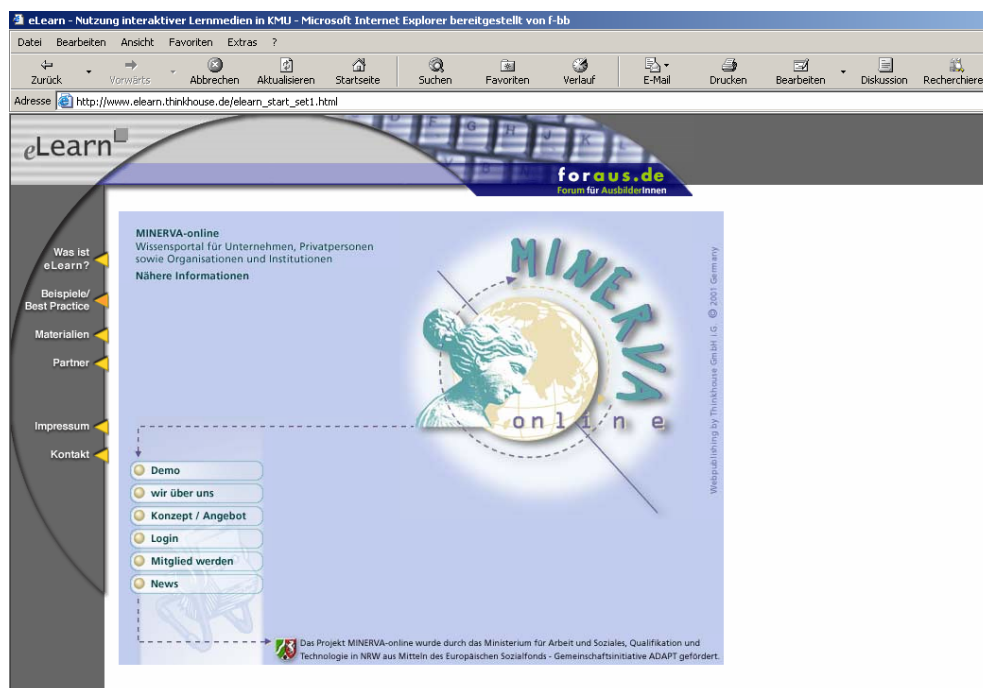 eLearn - Nutzung interaktiver Lernmedien in KMU - Microsoft Internet Explorer bereitgestellt von f-bb
Datei Bearbeiten Ansicht Favoriten Extras ?
Zurück Vorwärts Abbrechen Aktualisieren Startseite Suchen Favoriten Verlauf E-Mail Drucken Bearbeiten Diskussion Recherchiere
Adresse http://www.elearn.thinkhouse.de/elearn_start_set1.html
eLearn
foraus.de
Forum für AusbilderInnen
Was ist
eLearn?
Beispiele/
Best Practice
Materialien
Partner
Impressum
Kontakt
MINERVA-online
Wissensportal für Unternehmen, Privatpersonen
sowie Organisationen und Institutionen
Nähere Informationen
MINERVA
online
Webpublishing by Thinkhouse GmbH i.G. © 2001 Germany
Demo
wir über uns
Konzept / Angebot
Login
Mitglied werden
News
Das Projekt MINERVA-online wurde durch das Ministerium für Arbeit und Soziales, Qualifikation und
Technologie in NRW aus Mitteln des Europäischen Sozialfonds - Gemeinschaftsinitiative ADAPT gefördert.